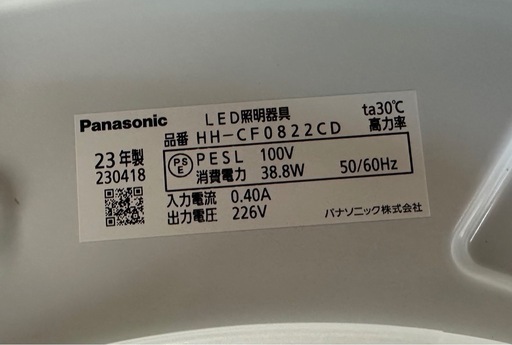 Panasonic LED照明器具 ta30℃
品番 HH-CF0822CD 高力率
23年製 PSE PESL 100V
230418 消費電力 38.8W 50/60Hz
入力電流 0.40A
出力電圧 226V パナソニック株式会社